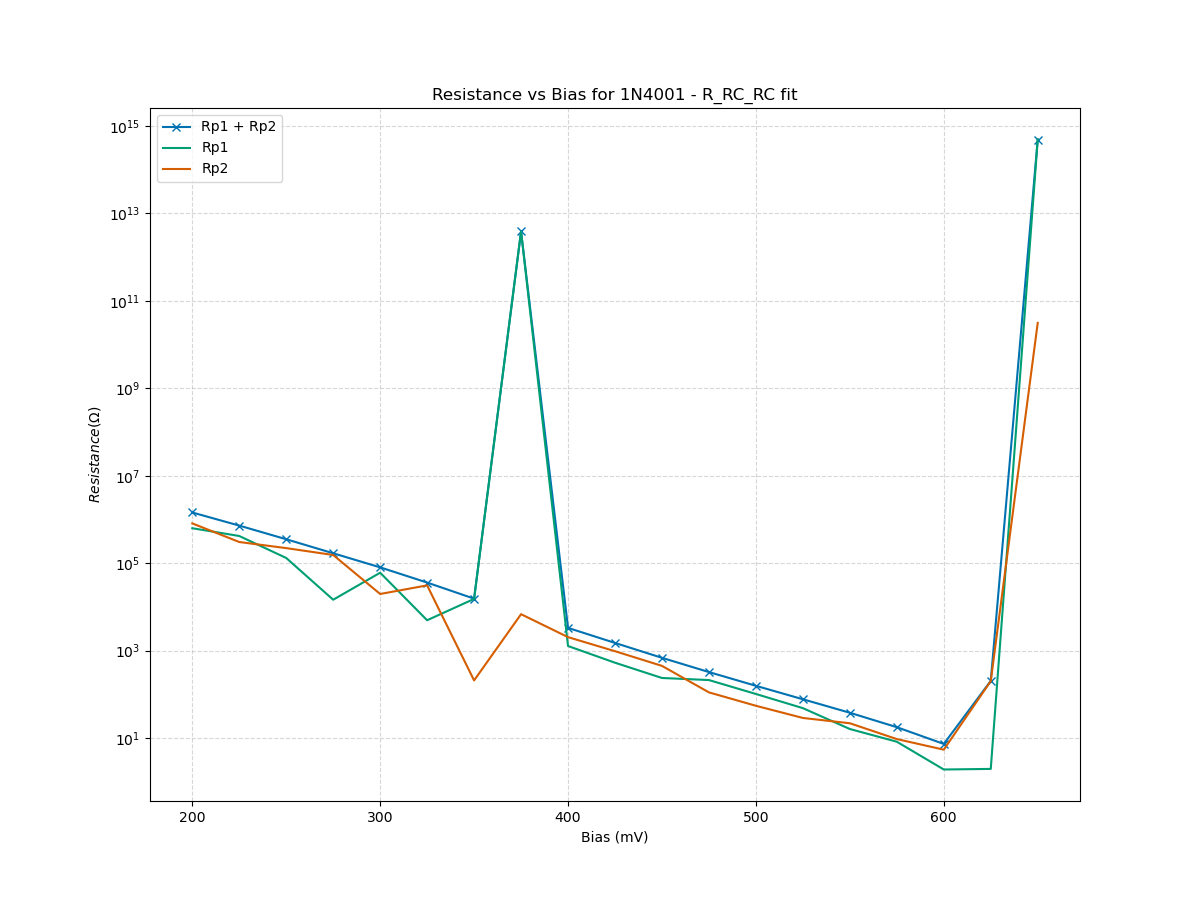 Resistance vs Bias for 1N4001 - R_RC_RC fit
Rp1 + Rp2
Rp1
Rp2
10^15
10^13
10^11
10^9
10^7
10^5
10^3
10^1
Resistance(Ω)
200 300 400 500 600
Bias (mV)